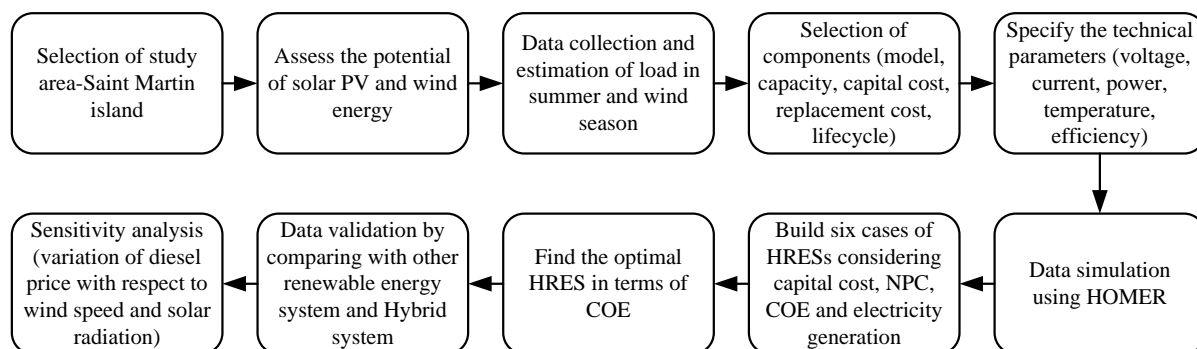 Selection of study
area-Saint Martin
island
Assess the potential
of solar PV and wind
energy
Data collection and
estimation of load in
summer and wind
season
Selection of
components (model,
capacity, capital cost,
replacement cost,
lifecycle)
Specify the technical
parameters (voltage,
current, power,
temperature,
efficiency)
Data simulation
using HOMER
Build six cases of
HRESs considering
capital cost, NPC,
COE and electricity
generation
Find the optimal
HRES in terms of
COE
Data validation by
comparing with other
renewable energy
system and Hybrid
system
Sensitivity analysis
(variation of diesel
price with respect to
wind speed and solar
radiation)